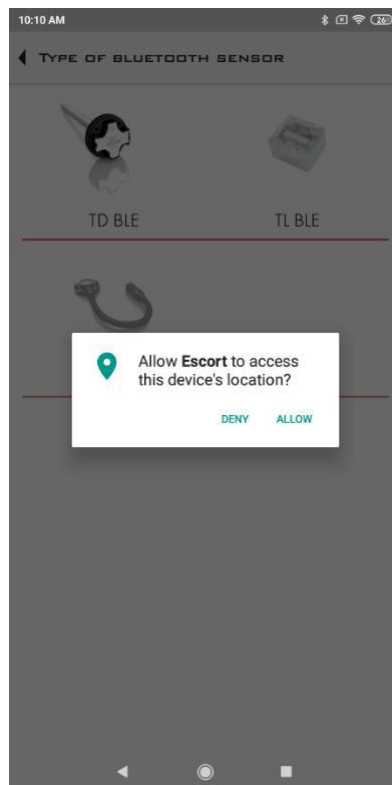 10:10 AM
26
TYPE OF BLUETOOTH SENSOR
TD BLE
TL BLE
Allow Escort to access
this device's location?
DENY
ALLOW